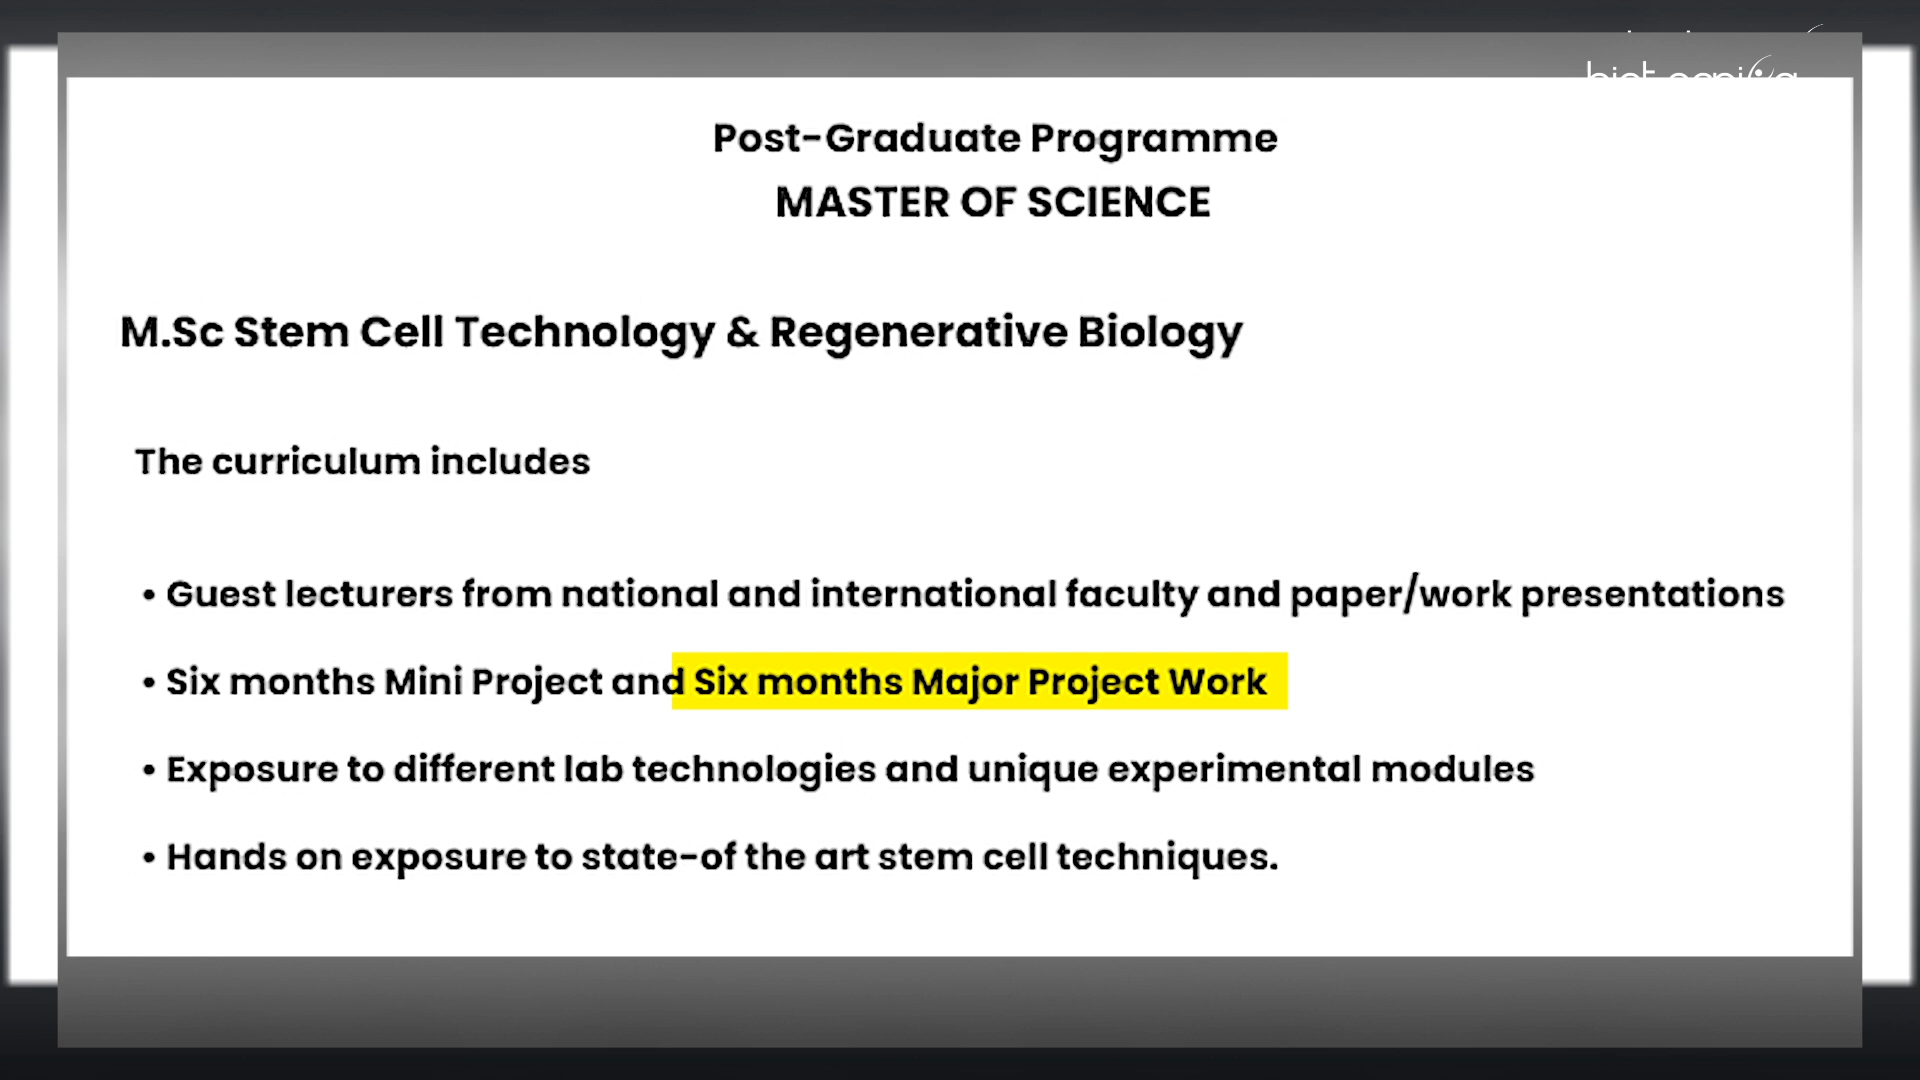 Post-Graduate Programme
MASTER OF SCIENCE
M.Sc Stem Cell Technology & Regenerative Biology
The curriculum includes
• Guest lecturers from national and international faculty and paper/work presentations
• Six months Mini Project and Six months Major Project Work
• Exposure to different lab technologies and unique experimental modules
• Hands on exposure to state-of the art stem cell techniques.